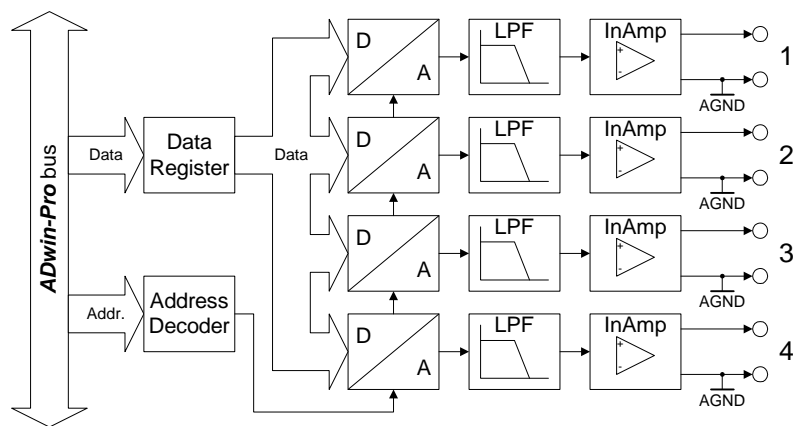 ADwin-Pro bus
Data
Data
Register
Data
Addr.
Address
Decoder
D
A
LPF
InAmp
+
-
AGND
1
D
A
LPF
InAmp
+
-
AGND
2
D
A
LPF
InAmp
+
-
AGND
3
D
A
LPF
InAmp
+
-
AGND
4